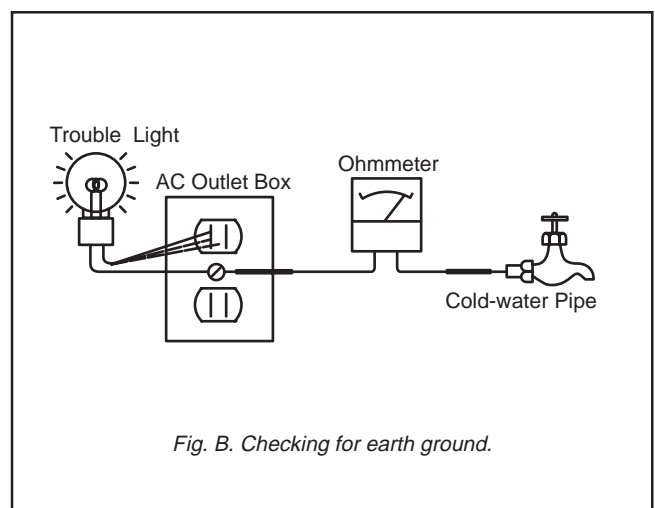 Trouble Light
AC Outlet Box
Ohmmeter
Cold-water Pipe
Fig. B. Checking for earth ground.